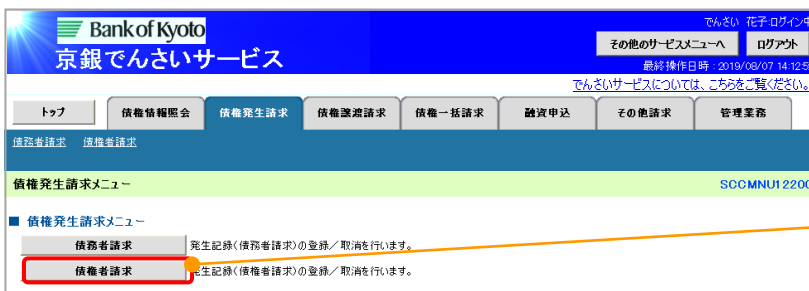 Bank of Kyoto
京銀でんさいサービス
でんさい 花子:ログイン中
その他のサービスメニューへ ログアウト
最終操作日時:2019/08/07 14:12:5
でんさいサービスについては、こちらをご覧ください。
トップ 債権情報照会 債権発生請求 債権譲渡請求 債権一括請求 融資申込 その他請求 管理業務
債務者請求 債権者請求
債権発生請求メニュー SCCMNU12200
■ 債権発生請求メニュー
債務者請求 発生記録(債務者請求)の登録/取消を行います。
債権者請求 発生記録(債権者請求)の登録/取消を行います。